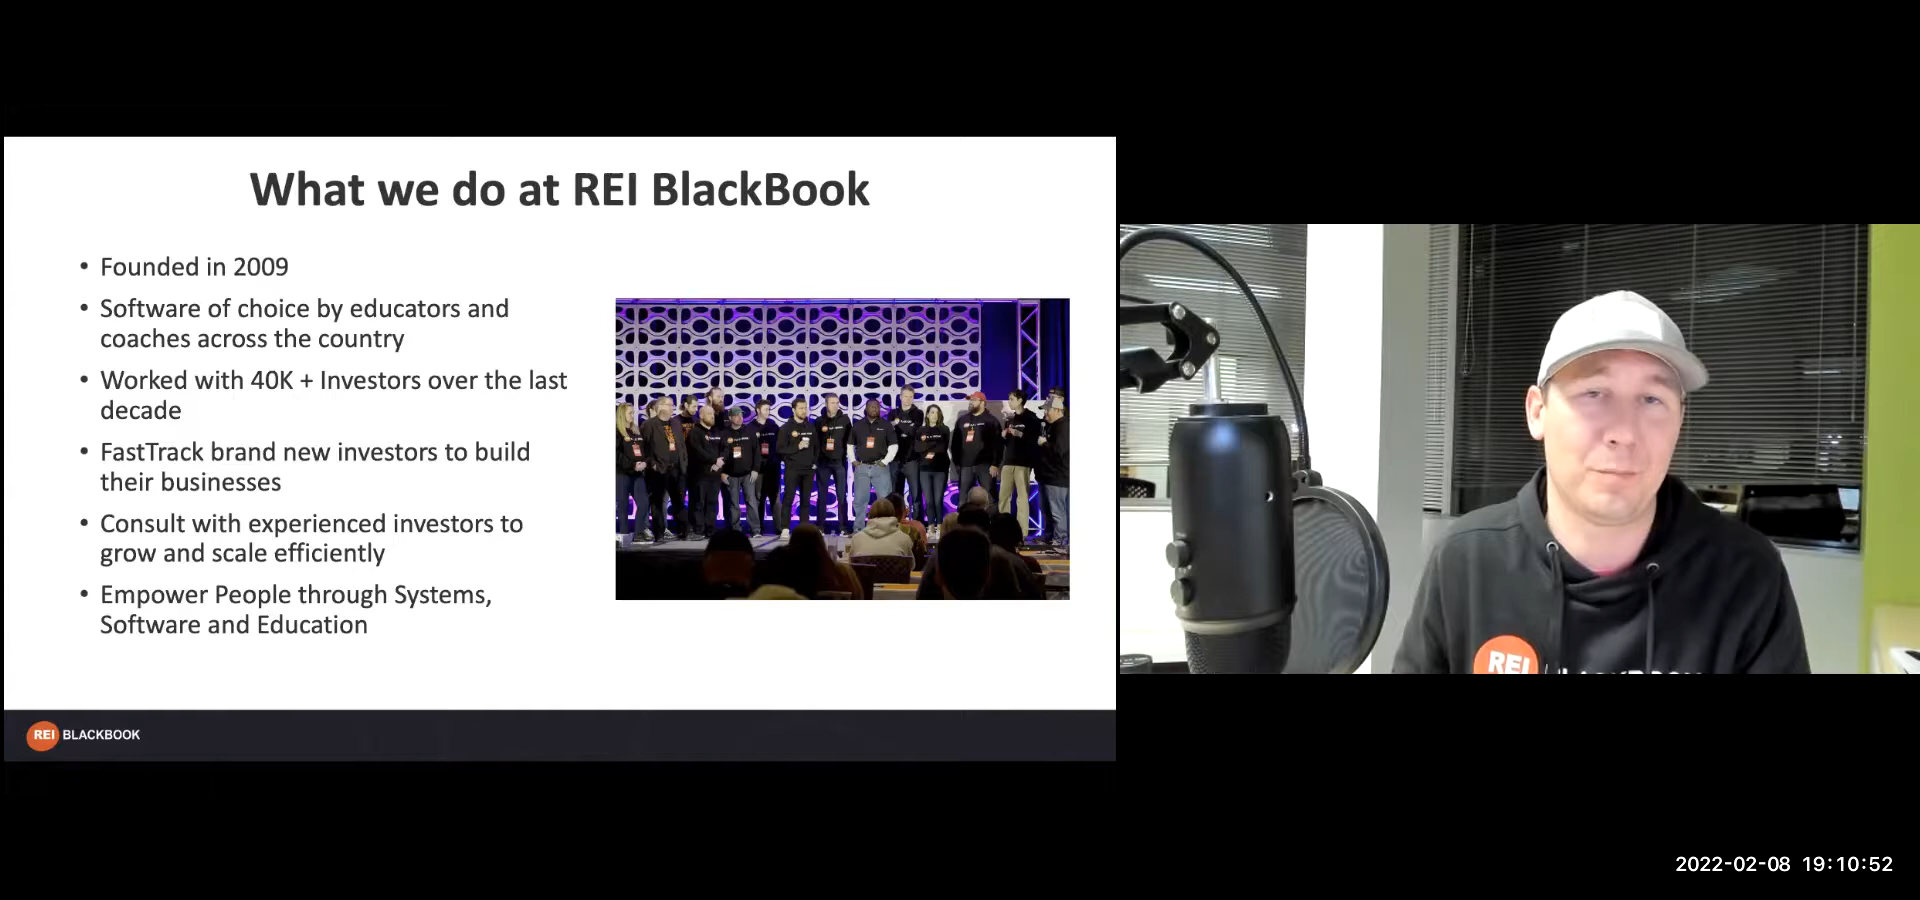 What we do at REI BlackBook
• Founded in 2009
• Software of choice by educators and
coaches across the country
• Worked with 40K + Investors over the last
decade
• FastTrack brand new investors to build
their businesses
• Consult with experienced investors to
grow and scale efficiently
• Empower People through Systems,
Software and Education
REI BLACKBOOK
REI
2022-02-08 19:10:52